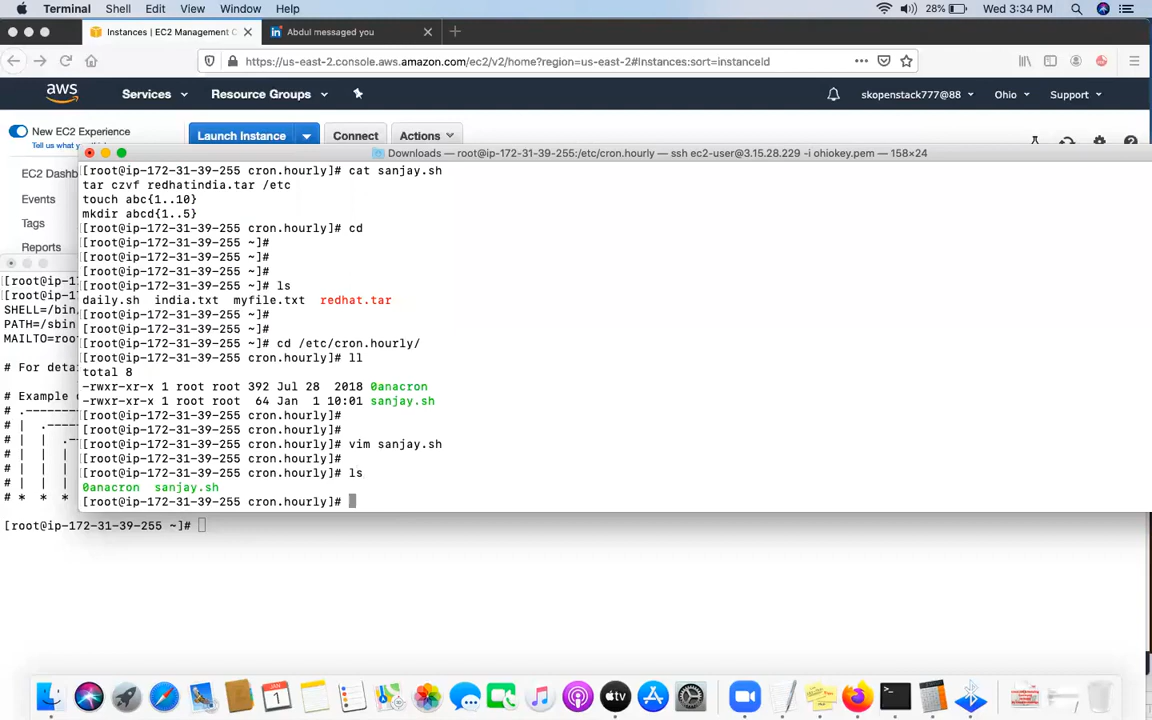 Terminal Shell Edit View Window Help 28% Wed 3:34 PM
Instances | EC2 Management C Abdul messaged you
https://us-east-2.console.aws.amazon.com/ec2/v2/home?region=us-east-2#Instances:sort=instanceId
aws Services Resource Groups skopenstack777@88 Ohio Support
New EC2 Experience
Tell us what you
Launch Instance Connect Actions
EC2 Dashb
Events
Tags
Reports
Downloads — root@ip-172-31-39-255:/etc/cron.hourly — ssh ec2-user@3.15.28.229 -i ohiokey.pem — 158×24
[root@ip-172-31-39-255 cron.hourly]# cat sanjay.sh
tar czvf redhatindia.tar /etc
touch abc{1..10}
mkdir abcd{1..5}
[root@ip-172-31-39-255 cron.hourly]# cd
[root@ip-172-31-39-255 ~]#
[root@ip-172-31-39-255 ~]#
[root@ip-172-31-39-255 ~]#
[root@ip-172-31-39-255 ~]# ls
daily.sh india.txt myfile.txt redhat.tar
[root@ip-172-31-39-255 ~]#
[root@ip-172-31-39-255 ~]#
[root@ip-172-31-39-255 ~]# cd /etc/cron.hourly/
[root@ip-172-31-39-255 cron.hourly]# ll
total 8
-rwxr-xr-x 1 root root 392 Jul 28 2018 0anacron
-rwxr-xr-x 1 root root 64 Jan 1 10:01 sanjay.sh
[root@ip-172-31-39-255 cron.hourly]#
[root@ip-172-31-39-255 cron.hourly]#
[root@ip-172-31-39-255 cron.hourly]# vim sanjay.sh
[root@ip-172-31-39-255 cron.hourly]#
[root@ip-172-31-39-255 cron.hourly]# ls
0anacron sanjay.sh
[root@ip-172-31-39-255 cron.hourly]#
[root@ip-17
[root@ip-17
SHELL=/bin
PATH=/sbin
MAILTO=roo
# For detai
# Example
# .-------
# | .----
# | | .-
# | | |
# | | |
# * * *
[root@ip-172-31-39-255 ~]#